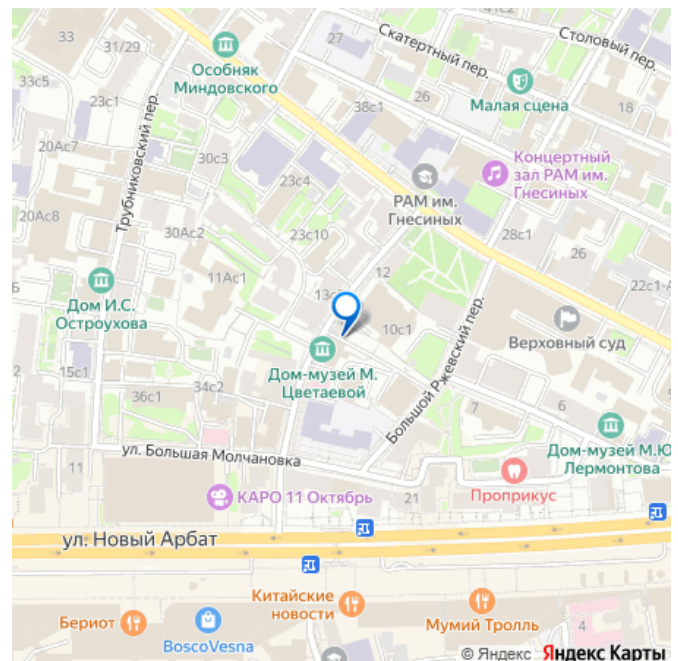 33
31/29
27
Скатертный пер.
Столовый пер.
Особняк
Миндовского
33с5
23с1
38с1
26
Малая сцена
18
20Ас7
Трубниковский пер.
30с3
23с4
Концертный
зал РАМ им.
Гнесиных
РАМ им.
Гнесиных
20Ас8
30Ас2
23с10
28с1
26
11Ас1
12
22с1-
Дом И.С.
Остроухова
10с1
Верховный суд
Дом-музей М.
Цветаевой
Большой Ржевский пер.
15с1
36с1
34с2
7
6
Дом-музей М.Ю.
Лермонтова
11
ул. Большая Молчановка
КАРО 11 Октябрь
21
Проприкус
ул. Новый Арбат
Китайские
новости
Бериот
BoscoVesna
Мумий Тролль
4
© Яндекс Яндекс Карты